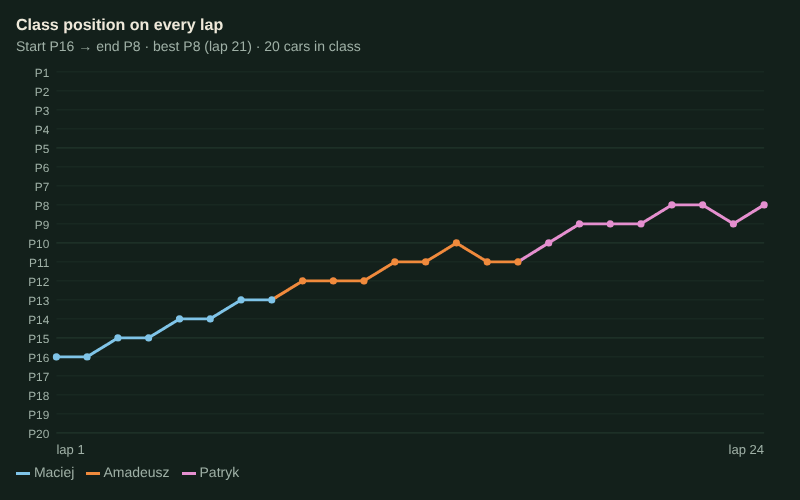 Class position on every lap
Start P16 → end P8 · best P8 (lap 21) · 20 cars in class
P1
P2
P3
P4
P5
P6
P7
P8
P9
P10
P11
P12
P13
P14
P15
P16
P17
P18
P19
P20
lap 1 lap 24
Maciej Amadeusz Patryk